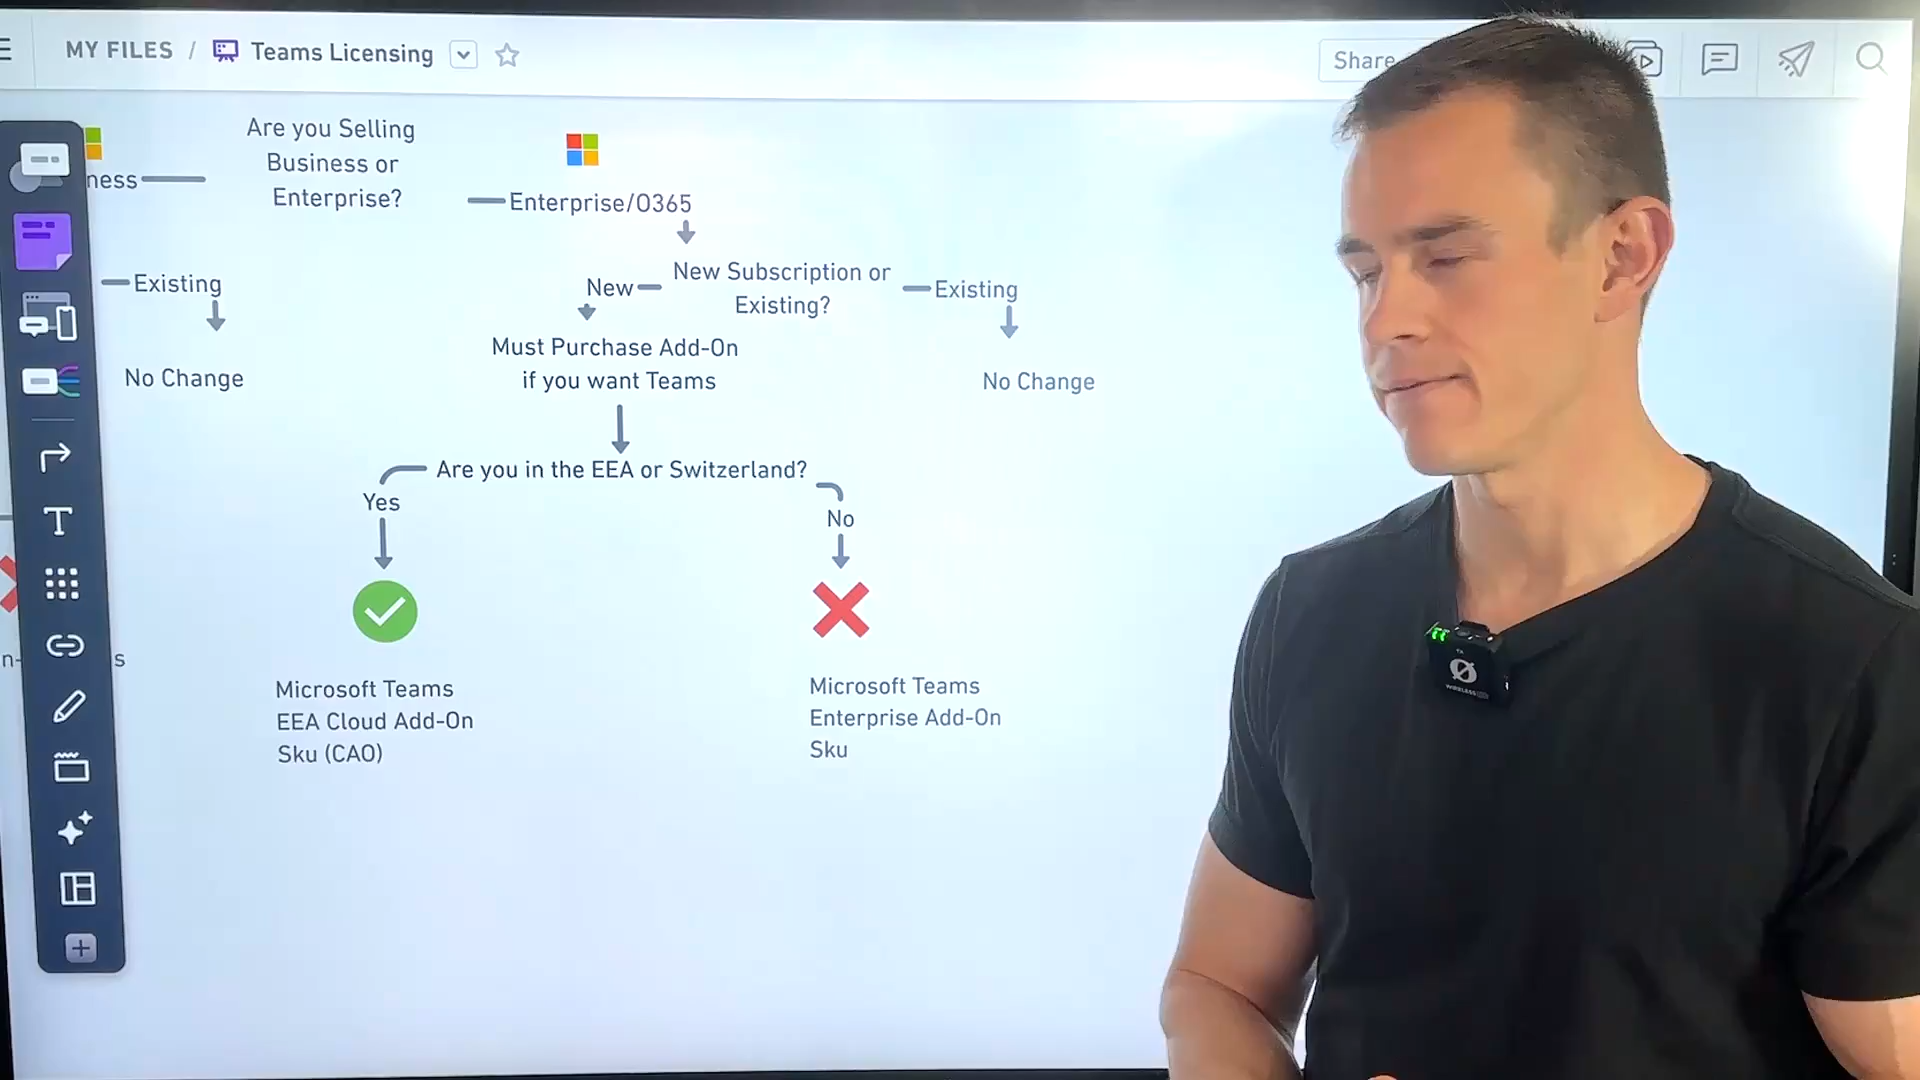 MY FILES / Teams Licensing
Share
Are you Selling
Business or
Enterprise?
ness
Enterprise/O365
Existing
No Change
New
New Subscription or
Existing?
Existing
Must Purchase Add-On
if you want Teams
No Change
Are you in the EEA or Switzerland?
Yes
No
n-
s
Microsoft Teams
EEA Cloud Add-On
Sku (CAO)
Microsoft Teams
Enterprise Add-On
Sku
T
WIRELESS